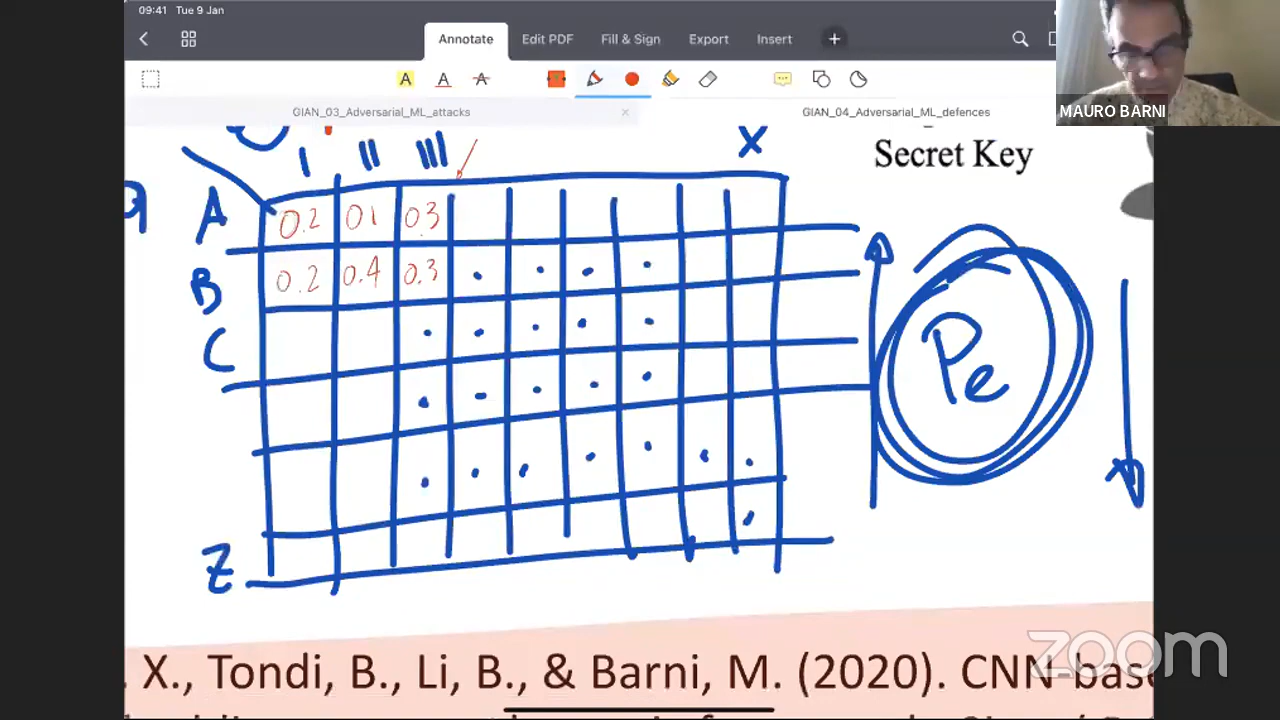 09:41 Tue 9 Jan
Annotate Edit PDF Fill & Sign Export Insert
GIAN_03_Adversarial_ML_attacks GIAN_04_Adversarial_ML_defences
MAURO BARNI
Secret Key
I II III X
A 0.2 0.1 0.3
B 0.2 0.4 0.3
C
Z
Pe
X., Tondi, B., Li, B., & Barni, M. (2020). CNN-base
zoom